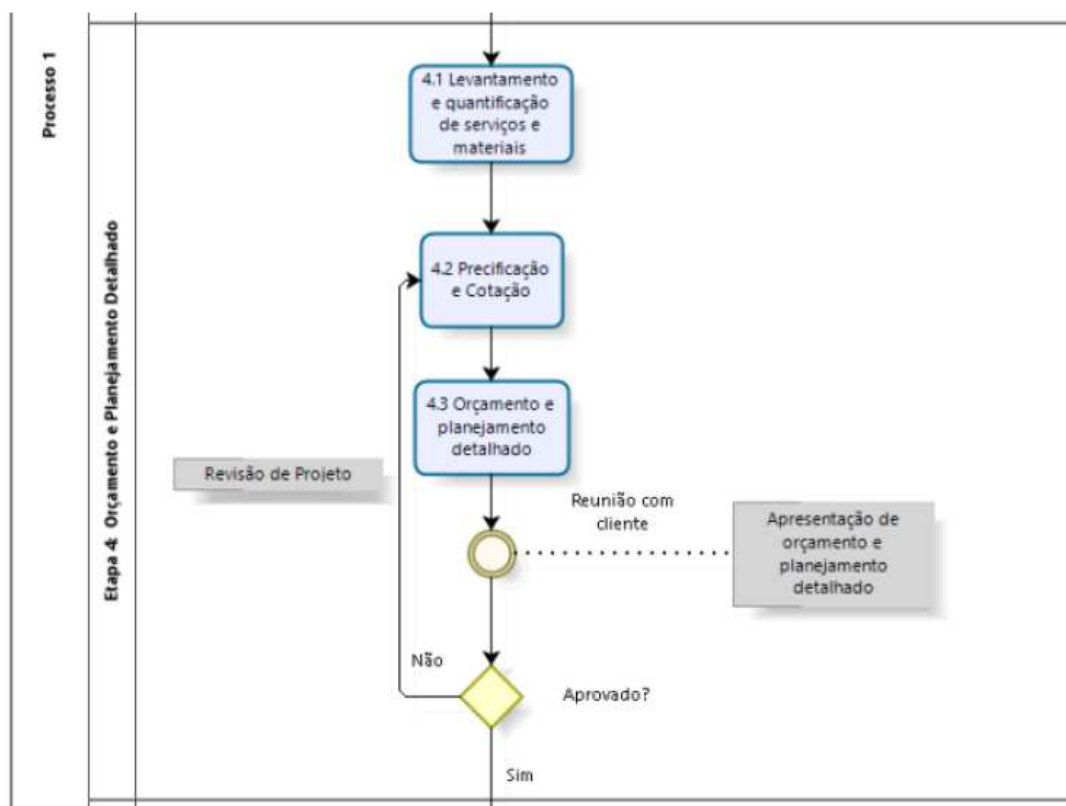 Processo 1
Etapa 4: Orçamento e Planejamento Detalhado
4.1 Levantamento
e quantificação
de serviços e
materiais
4.2 Precificação
e Cotação
4.3 Orçamento e
planejamento
detalhado
Revisão de Projeto
Reunião com
cliente
Apresentação de
orçamento e
planejamento
detalhado
Não
Aprovado?
Sim